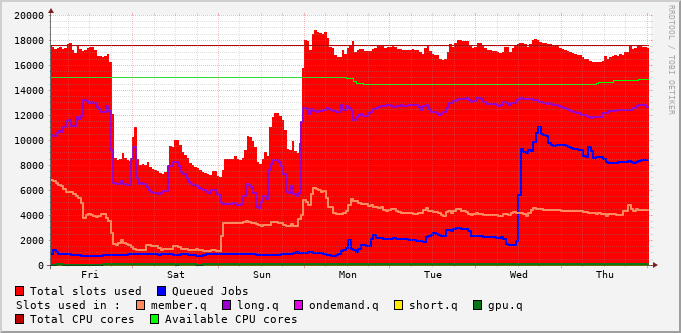 RRDTOOL / TOBI OETIKER
20000
18000
16000
14000
12000
10000
8000
6000
4000
2000
0
Fri Sat Sun Mon Tue Wed Thu
Total slots used Queued Jobs
Slots used in : member.q long.q ondemand.q short.q gpu.q
Total CPU cores Available CPU cores